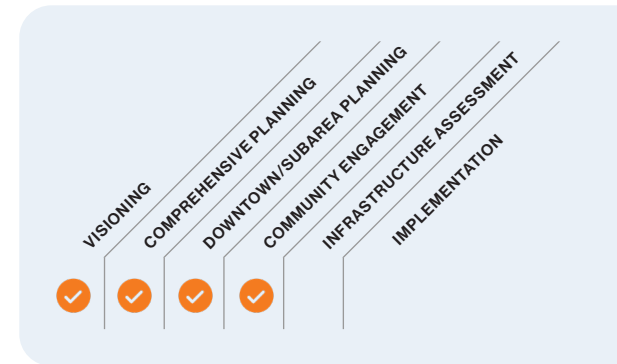 VISIONING
COMPREHENSIVE PLANNING
DOWNTOWN/SUBAREA PLANNING
COMMUNITY ENGAGEMENT
INFRASTRUCTURE ASSESSMENT
IMPLEMENTATION